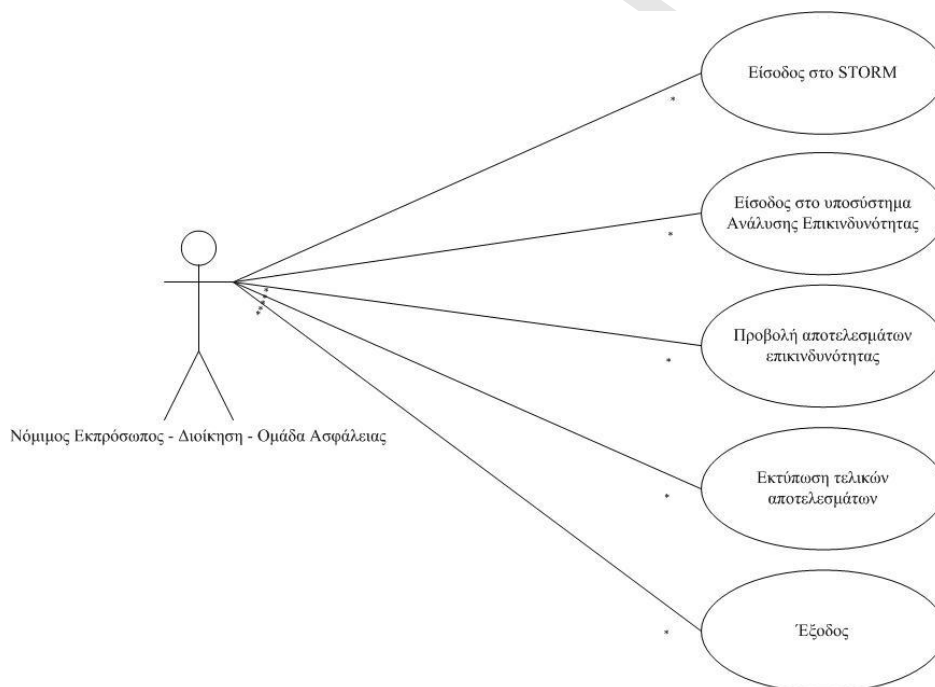 Είσοδος στο STORM
*
Είσοδος στο υποσύστημα
Ανάλυσης Επικινδυνότητας
*
Προβολή αποτελεσμάτων
επικινδυνότητας
*
*****
Νόμιμος Εκπρόσωπος - Διοίκηση - Ομάδα Ασφάλειας
Εκτύπωση τελικών
αποτελεσμάτων
*
Έξοδος
*